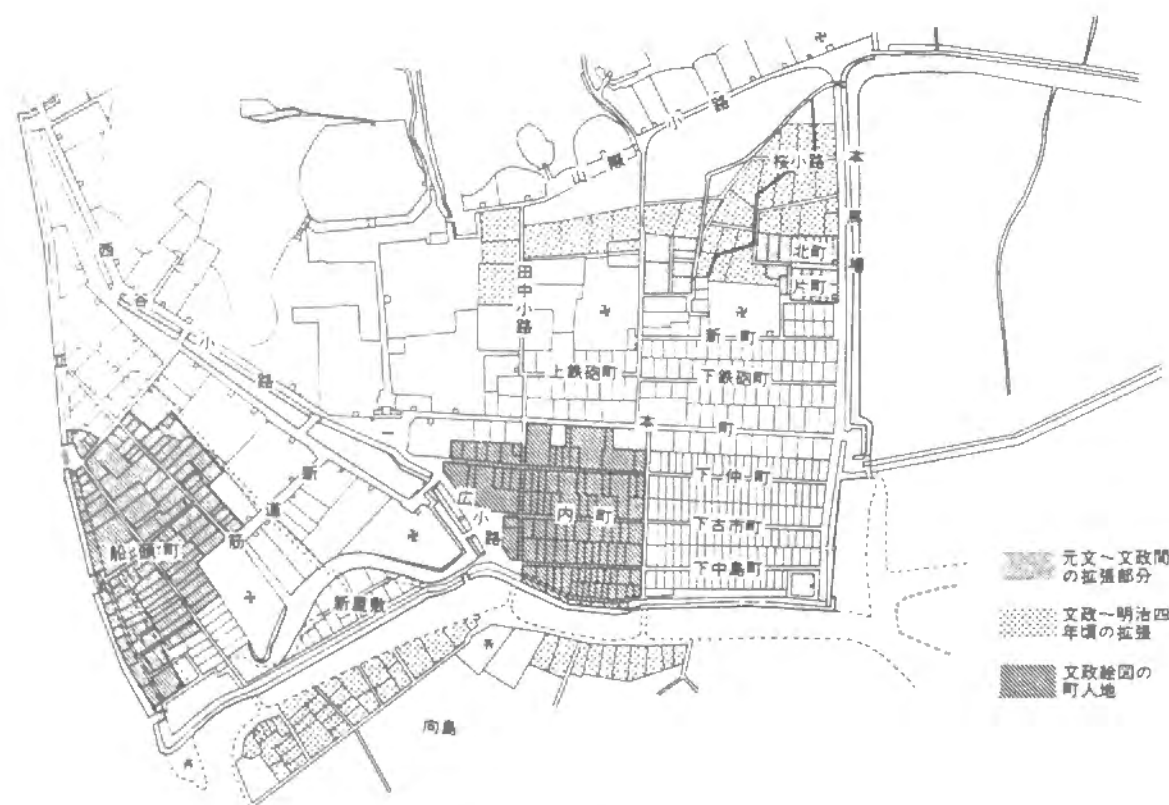 山際小路
桜小路
本馬場
北町
片町
田中小路
新町
西谷小路
上鉄砲町
下鉄砲町
本町
下仲町
新道筋
広小路
内町
船頭町
下古市町
下中島町
新屋敷
向島
元文〜文政間
の拡張部分
文政〜明治四
年頃の拡張
文政絵図の
町人地